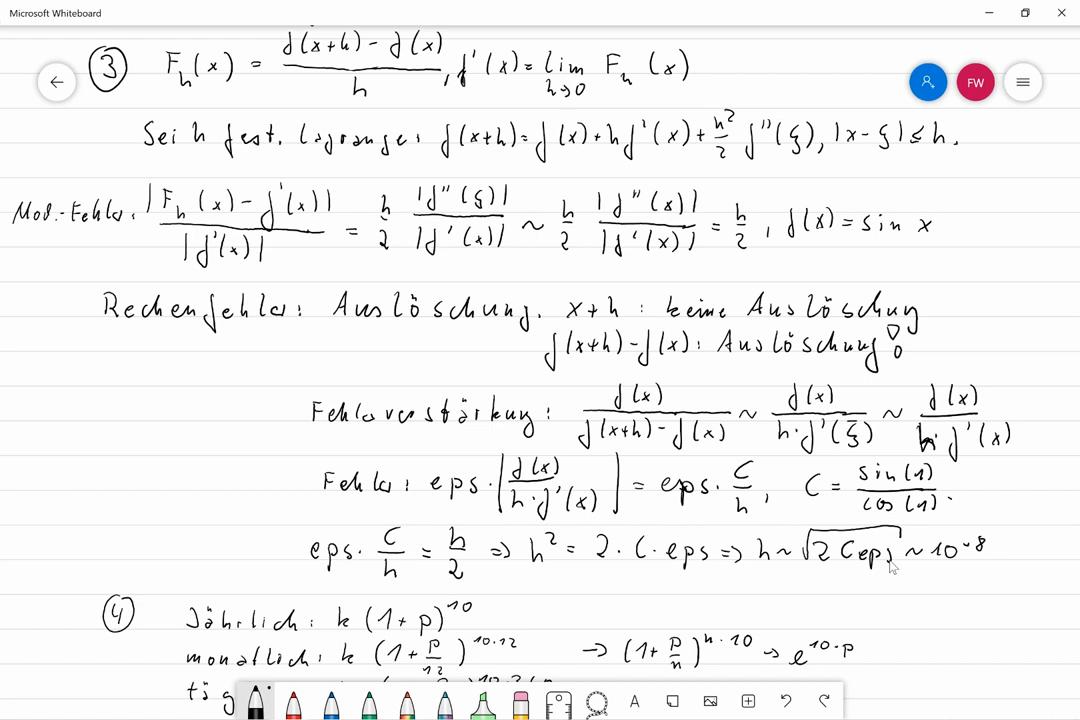 Microsoft Whiteboard
FW
③ F_h(x) = (f(x+h) - f(x)) / h, f'(x) = lim_{h→0} F_h(x)
Sei h fest. Lagrange: f(x+h) = f(x) + h f'(x) + h²/2 f''(ξ), |x-ξ| ≤ h.
Mod.-Fehler: |F_h(x) - f'(x)| / |f'(x)| = h/2 |f''(ξ)| / |f'(x)| ~ h/2 |f''(x)| / |f'(x)| = h/2, f(x) = sin x
Rechenfehler: Auslöschung. x+h: keine Auslöschung
f(x+h) - f(x): Auslöschung!
Fehlerverstärkung: f(x) / (f(x+h) - f(x)) ~ f(x) / (h·f'(ξ)) ~ f(x) / (h·f'(x))
Fehler: eps·|f(x) / (h·f'(x))| = eps · C/h, C = sin(1) / cos(1).
eps · C/h = h/2 ⇒ h² = 2·C·eps ⇒ h ~ √(2 C eps) ~ 10^-8
④ Jährlich: k (1+p)^10
monatlich: k (1+p/12)^(10·12) → (1+p/n)^(n·10) → e^(10·p)
täg